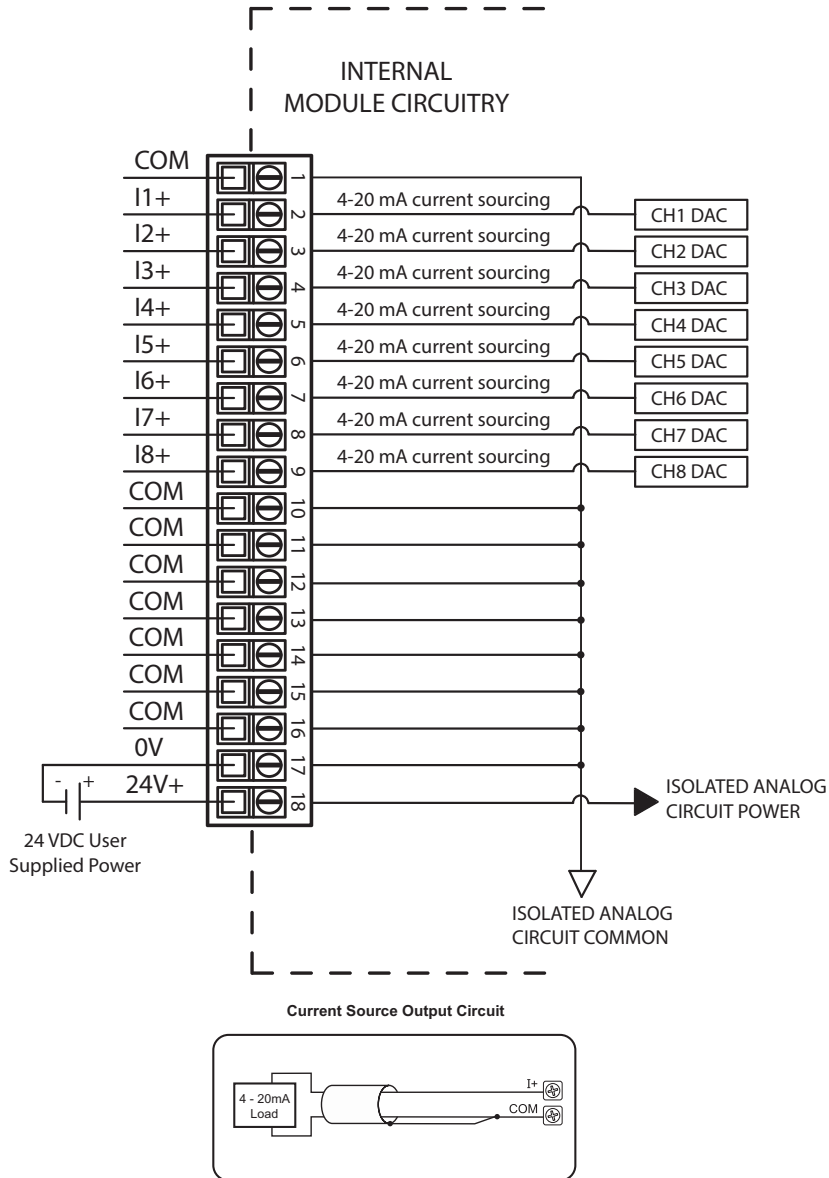 INTERNAL
MODULE CIRCUITRY
COM
1
I1+
2
4-20 mA current sourcing
CH1 DAC
I2+
3
4-20 mA current sourcing
CH2 DAC
I3+
4
4-20 mA current sourcing
CH3 DAC
I4+
5
4-20 mA current sourcing
CH4 DAC
I5+
6
4-20 mA current sourcing
CH5 DAC
I6+
7
4-20 mA current sourcing
CH6 DAC
I7+
8
4-20 mA current sourcing
CH7 DAC
I8+
9
4-20 mA current sourcing
CH8 DAC
COM
10
COM
11
COM
12
COM
13
COM
14
COM
15
COM
16
0V
17
- +
24V+
18
24 VDC User
Supplied Power
ISOLATED ANALOG
CIRCUIT POWER
ISOLATED ANALOG
CIRCUIT COMMON
Current Source Output Circuit
4 - 20mA
Load
I+
COM